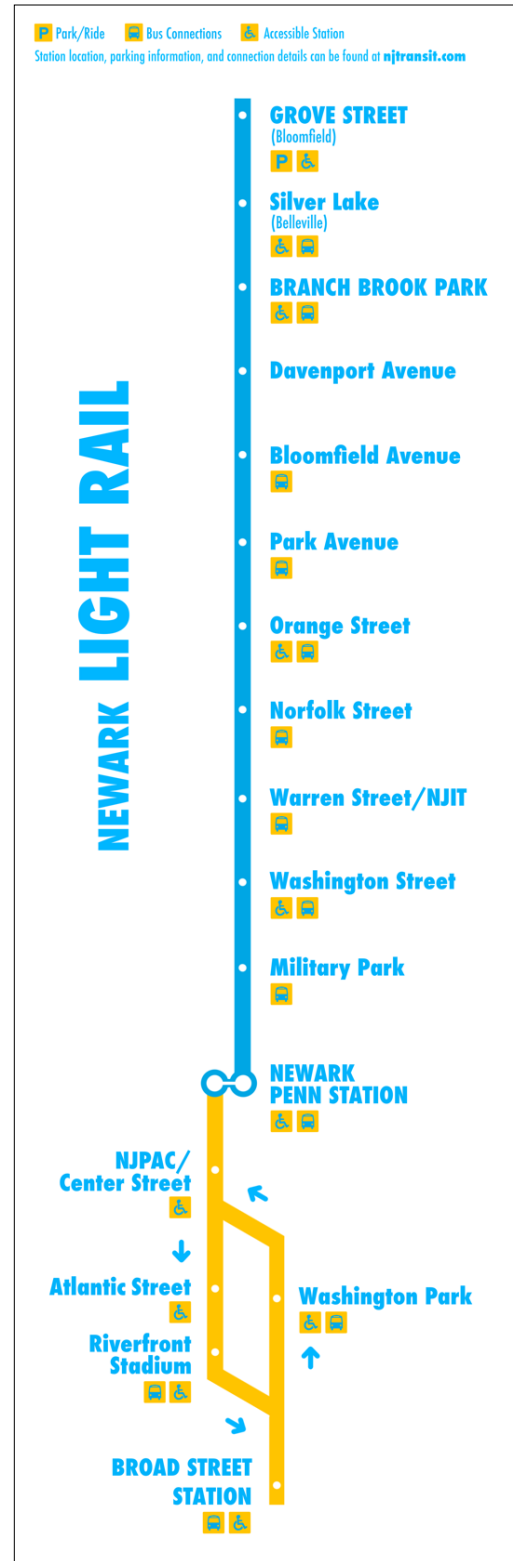 P Park/Ride Bus Connections Accessible Station
Station location, parking information, and connection details can be found at njtransit.com
GROVE STREET
(Bloomfield)
P
Silver Lake
(Belleville)
BRANCH BROOK PARK
Davenport Avenue
Bloomfield Avenue
Park Avenue
Orange Street
Norfolk Street
Warren Street/NJIT
Washington Street
Military Park
NEWARK LIGHT RAIL
NEWARK
PENN STATION
NJPAC/
Center Street
Atlantic Street
Washington Park
Riverfront
Stadium
BROAD STREET
STATION